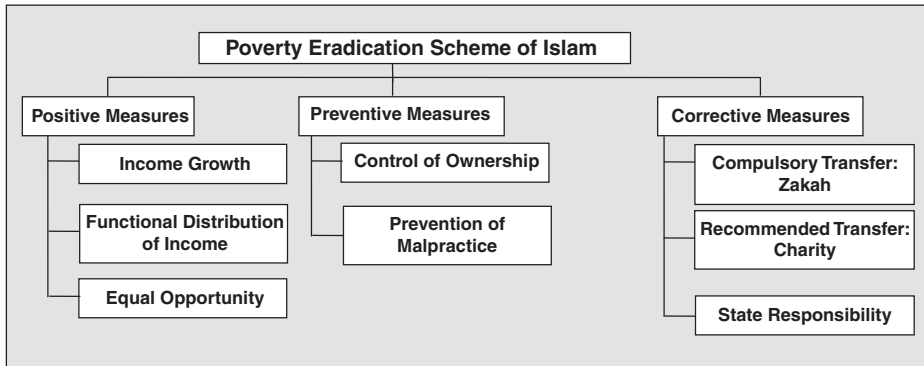 Poverty Eradication Scheme of Islam
Positive Measures
Income Growth
Functional Distribution
of Income
Equal Opportunity
Preventive Measures
Control of Ownership
Prevention of
Malpractice
Corrective Measures
Compulsory Transfer:
Zakah
Recommended Transfer:
Charity
State Responsibility